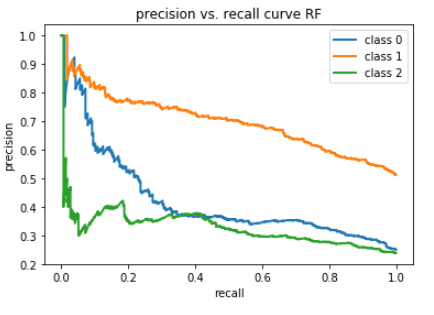 precision vs. recall curve RF
class 0
class 1
class 2
precision
1.0
0.9
0.8
0.7
0.6
0.5
0.4
0.3
0.2
0.0 0.2 0.4 0.6 0.8 1.0
recall